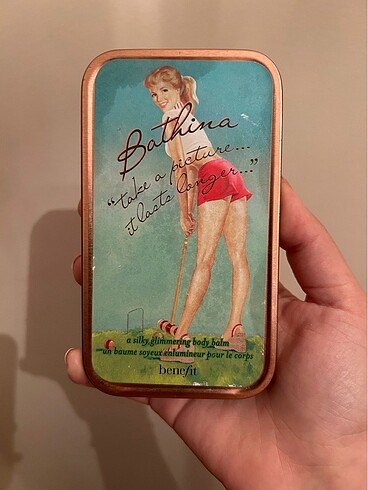 Bathina
"take a picture...
it lasts longer..."
a silky glimmering body balm
un baume soyeux enlumineur pour le corps
benefit